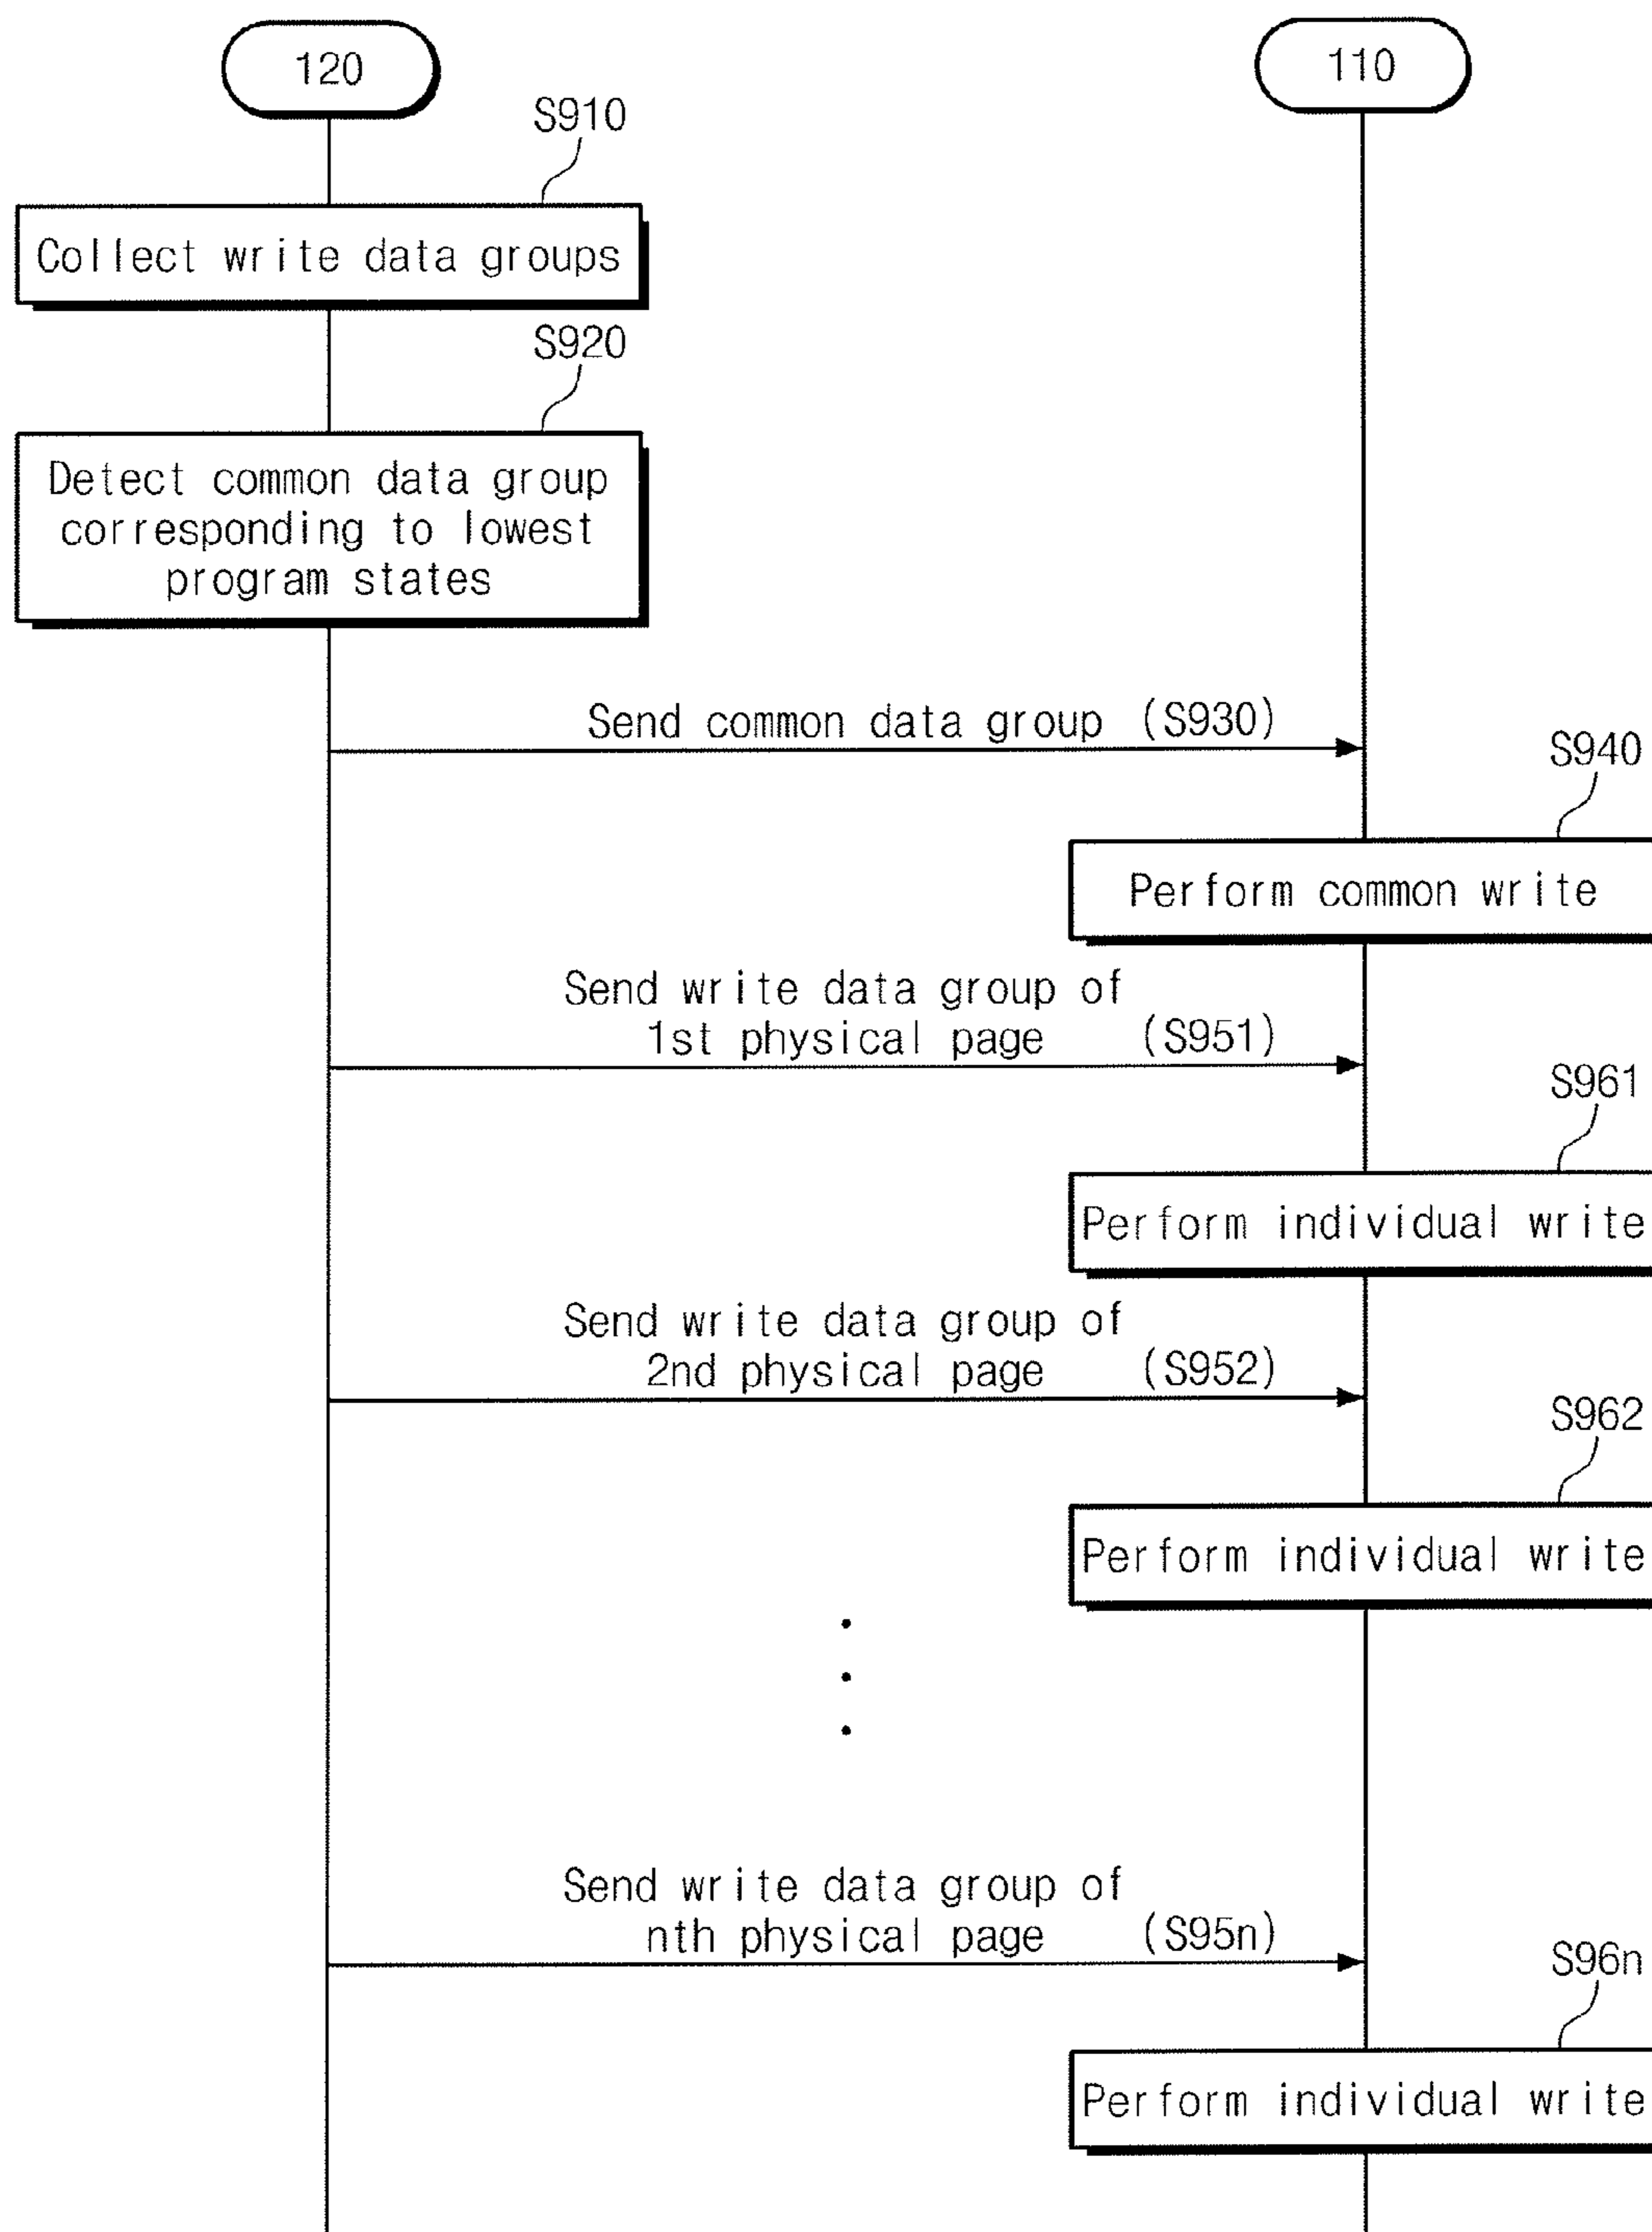 120
110
S910
Collect write data groups
S920
Detect common data group
corresponding to lowest
program states
Send common data group (S930)
S940
Perform common write
Send write data group of
1st physical page (S951)
S961
Perform individual write
Send write data group of
2nd physical page (S952)
S962
Perform individual write
Send write data group of
nth physical page (S95n)
S96n
Perform individual write